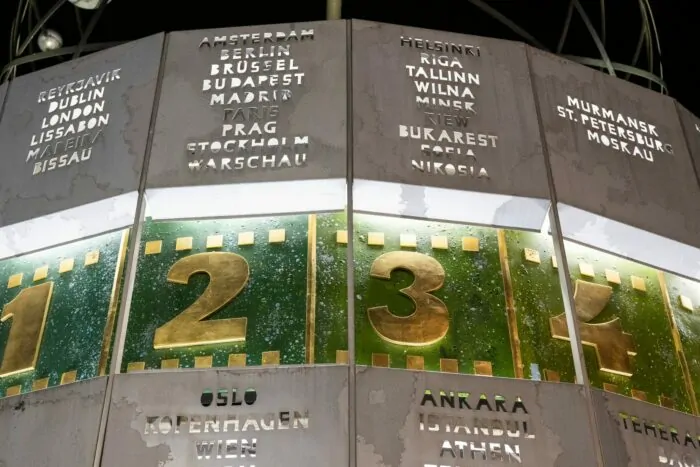 REYKJAVIK
DUBLIN
LONDON
LISSABON
MADEIRA
BISSAU
AMSTERDAM
BERLIN
BRÜSSEL
BUDAPEST
MADRID
PARIS
PRAG
STOCKHOLM
WARSCHAU
HELSINKI
RIGA
TALLINN
WILNA
MINSK
KIEW
BUKAREST
SOFIA
NIKOSIA
MURMANSK
ST. PETERSBURG
MOSKAU
1
2
3
4
OSLO
KOPENHAGEN
WIEN
ANKARA
ISTANBUL
ATHEN